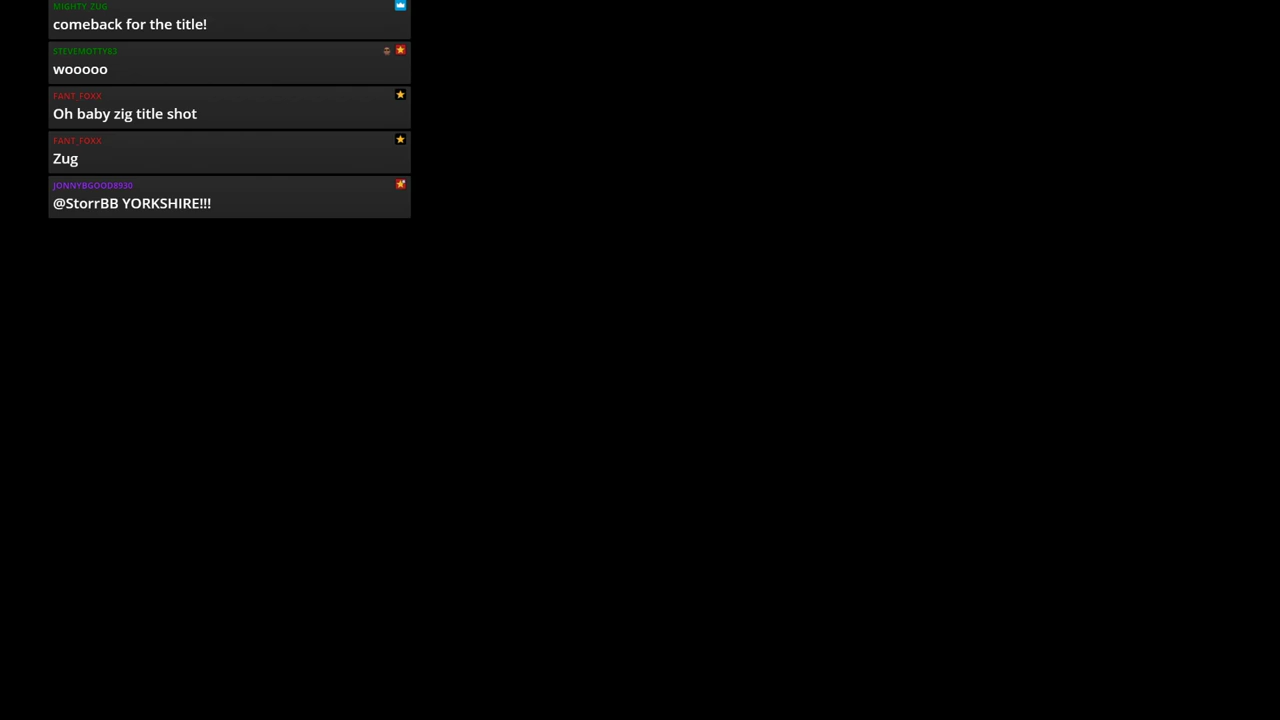 MIGHTY ZUG
comeback for the title!
STEVEMOTTY83
wooooo
FANT_FOXX
Oh baby zig title shot
FANT_FOXX
Zug
JONNYBGOOD8930
@StorrBB YORKSHIRE!!!